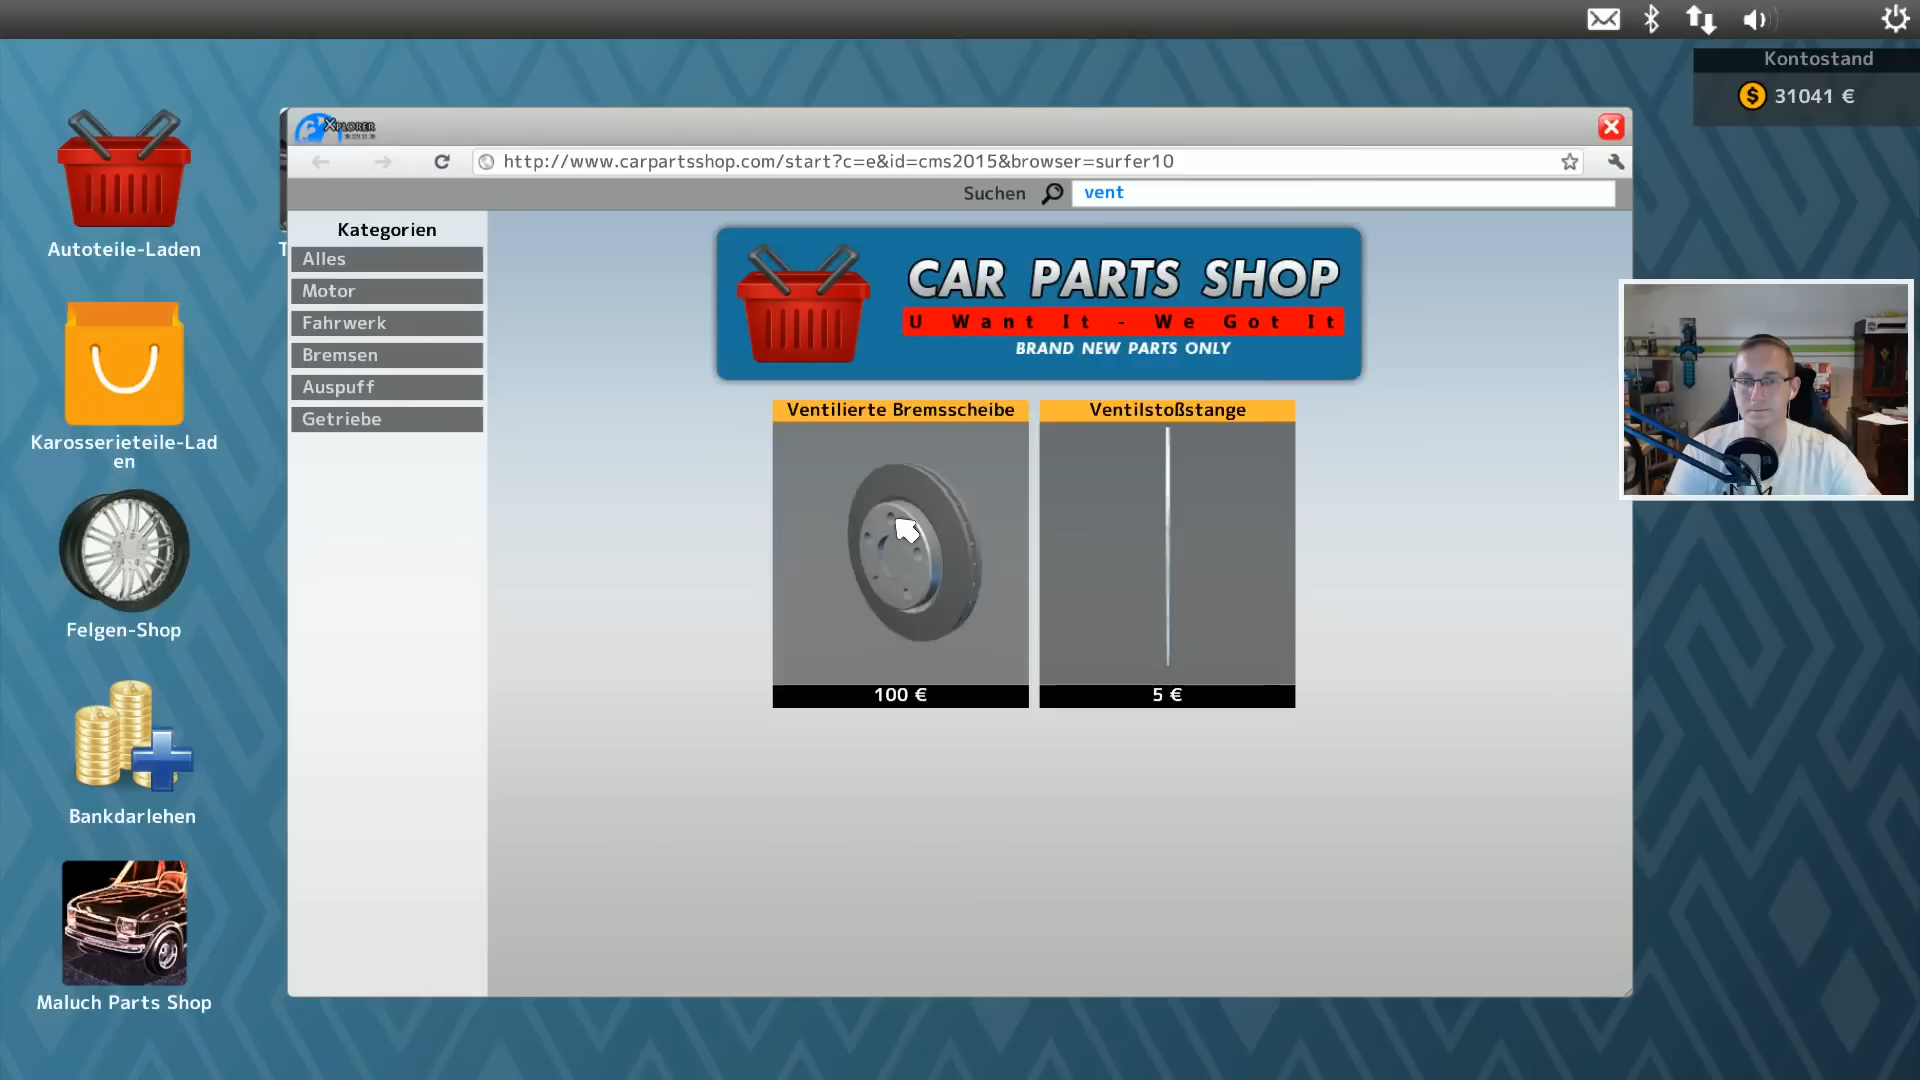 Kontostand
$ 31041 €
XPLORER
http://www.carpartsshop.com/start?c=e&id=cms2015&browser=surfer10
Suchen
vent
Kategorien
Alles
Motor
Fahrwerk
Bremsen
Auspuff
Getriebe
CAR PARTS SHOP
U Want It - We Got It
BRAND NEW PARTS ONLY
Ventilierte Bremsscheibe
100 €
Ventilstoßstange
5 €
Autoteile-Laden
Karosserieteile-Lad
en
Felgen-Shop
Bankdarlehen
Maluch Parts Shop
T